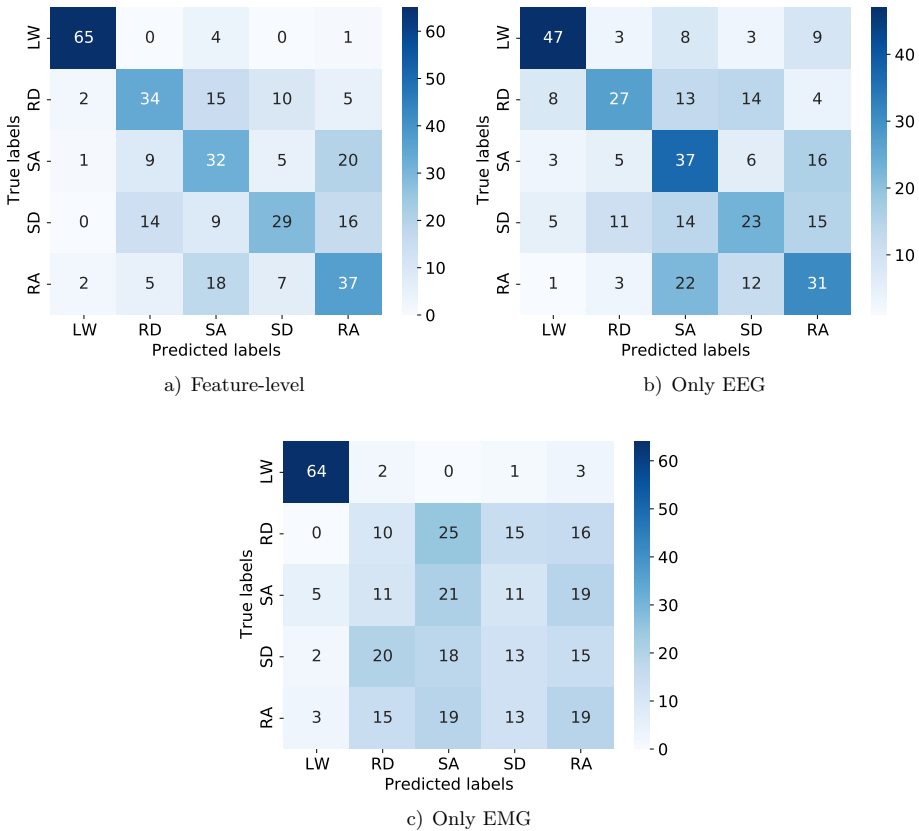 LW 65 0 4 0 1
RD 2 34 15 10 5
SA 1 9 32 5 20
SD 0 14 9 29 16
RA 2 5 18 7 37
LW RD SA SD RA
True labels
Predicted labels
60
50
40
30
20
10
0
a) Feature-level
LW 47 3 8 3 9
RD 8 27 13 14 4
SA 3 5 37 6 16
SD 5 11 14 23 15
RA 1 3 22 12 31
LW RD SA SD RA
True labels
Predicted labels
40
30
20
10
b) Only EEG
LW 64 2 0 1 3
RD 0 10 25 15 16
SA 5 11 21 11 19
SD 2 20 18 13 15
RA 3 15 19 13 19
LW RD SA SD RA
True labels
Predicted labels
60
50
40
30
20
10
0
c) Only EMG